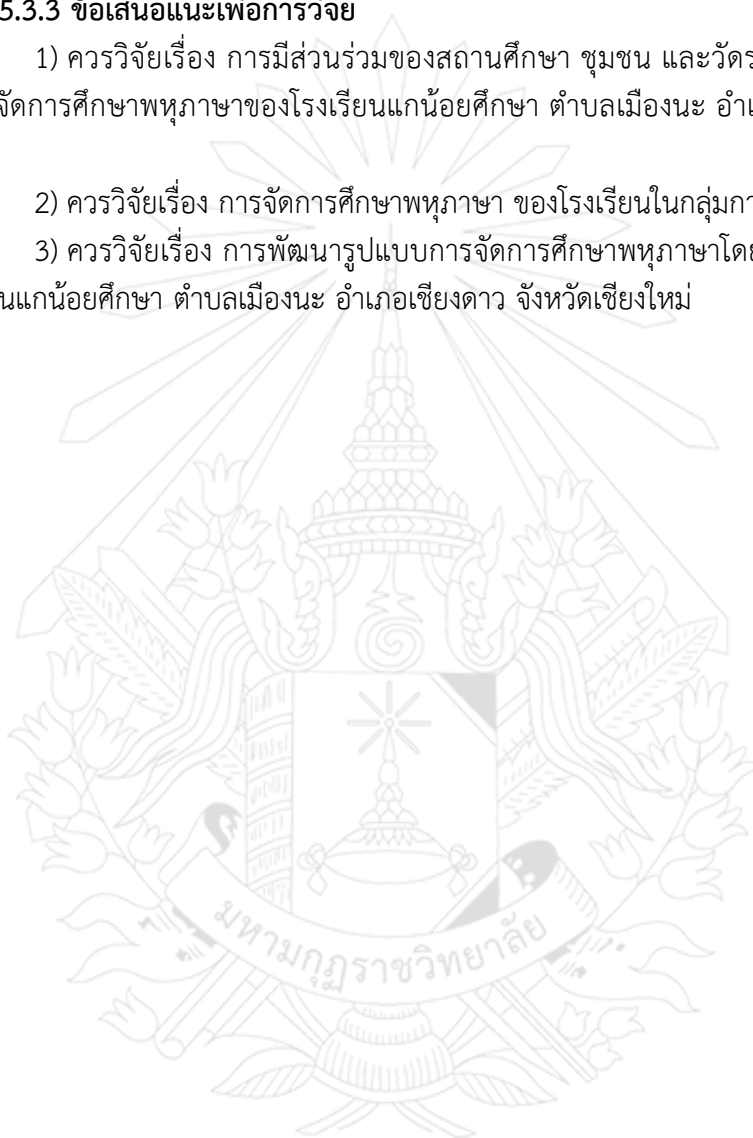 5.3.3 ข้อเสนอแนะเพื่อการวิจัย
1) ควรวิจัยเรื่อง การมีส่วนร่วมของสถานศึกษา ชุมชน และวัด
จัดการศึกษาพหุภาษาของโรงเรียนแกน้อยศึกษา ตำบลเมืองนะ
2) ควรวิจัยเรื่อง การจัดการศึกษาพหุภาษา ของโรงเรียนในกลุ่ม
3) ควรวิจัยเรื่อง การพัฒนารูปแบบการจัดการศึกษาพหุภาษาโดย
นแกน้อยศึกษา ตำบลเมืองนะ อำเภอเชียงดาว จังหวัดเชียงใหม่
มหามกุฏราชวิทยาลัย